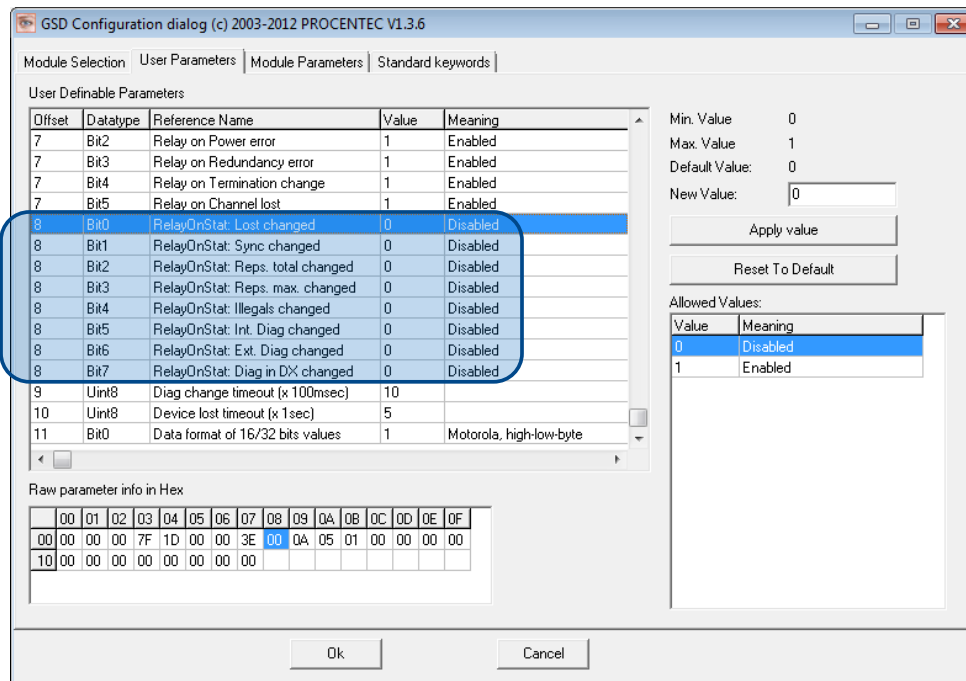 GSD Configuration dialog (c) 2003-2012 PROCENTEC V1.3.6
Module Selection User Parameters Module Parameters Standard keywords
User Definable Parameters
Offset Datatype Reference Name Value Meaning
7 Bit2 Relay on Power error 1 Enabled
7 Bit3 Relay on Redundancy error 1 Enabled
7 Bit4 Relay on Termination change 1 Enabled
7 Bit5 Relay on Channel lost 1 Enabled
8 Bit0 RelayOnStat: Lost changed 0 Disabled
8 Bit1 RelayOnStat: Sync changed 0 Disabled
8 Bit2 RelayOnStat: Reps. total changed 0 Disabled
8 Bit3 RelayOnStat: Reps. max. changed 0 Disabled
8 Bit4 RelayOnStat: Illegals changed 0 Disabled
8 Bit5 RelayOnStat: Int. Diag changed 0 Disabled
8 Bit6 RelayOnStat: Ext. Diag changed 0 Disabled
8 Bit7 RelayOnStat: Diag in DX changed 0 Disabled
9 Uint8 Diag change timeout (x 100msec) 10
10 Uint8 Device lost timeout (x 1sec) 5
11 Bit0 Data format of 16/32 bits values 1 Motorola, high-low-byte
Min. Value 0
Max. Value 1
Default Value: 0
New Value: 0
Apply value
Reset To Default
Allowed Values:
Value Meaning
0 Disabled
1 Enabled
Raw parameter info in Hex
00 01 02 03 04 05 06 07 08 09 0A 0B 0C 0D 0E 0F
00 00 00 00 7F 1D 00 00 3E 00 0A 05 01 00 00 00 00
10 00 00 00 00 00 00 00 00
Ok Cancel